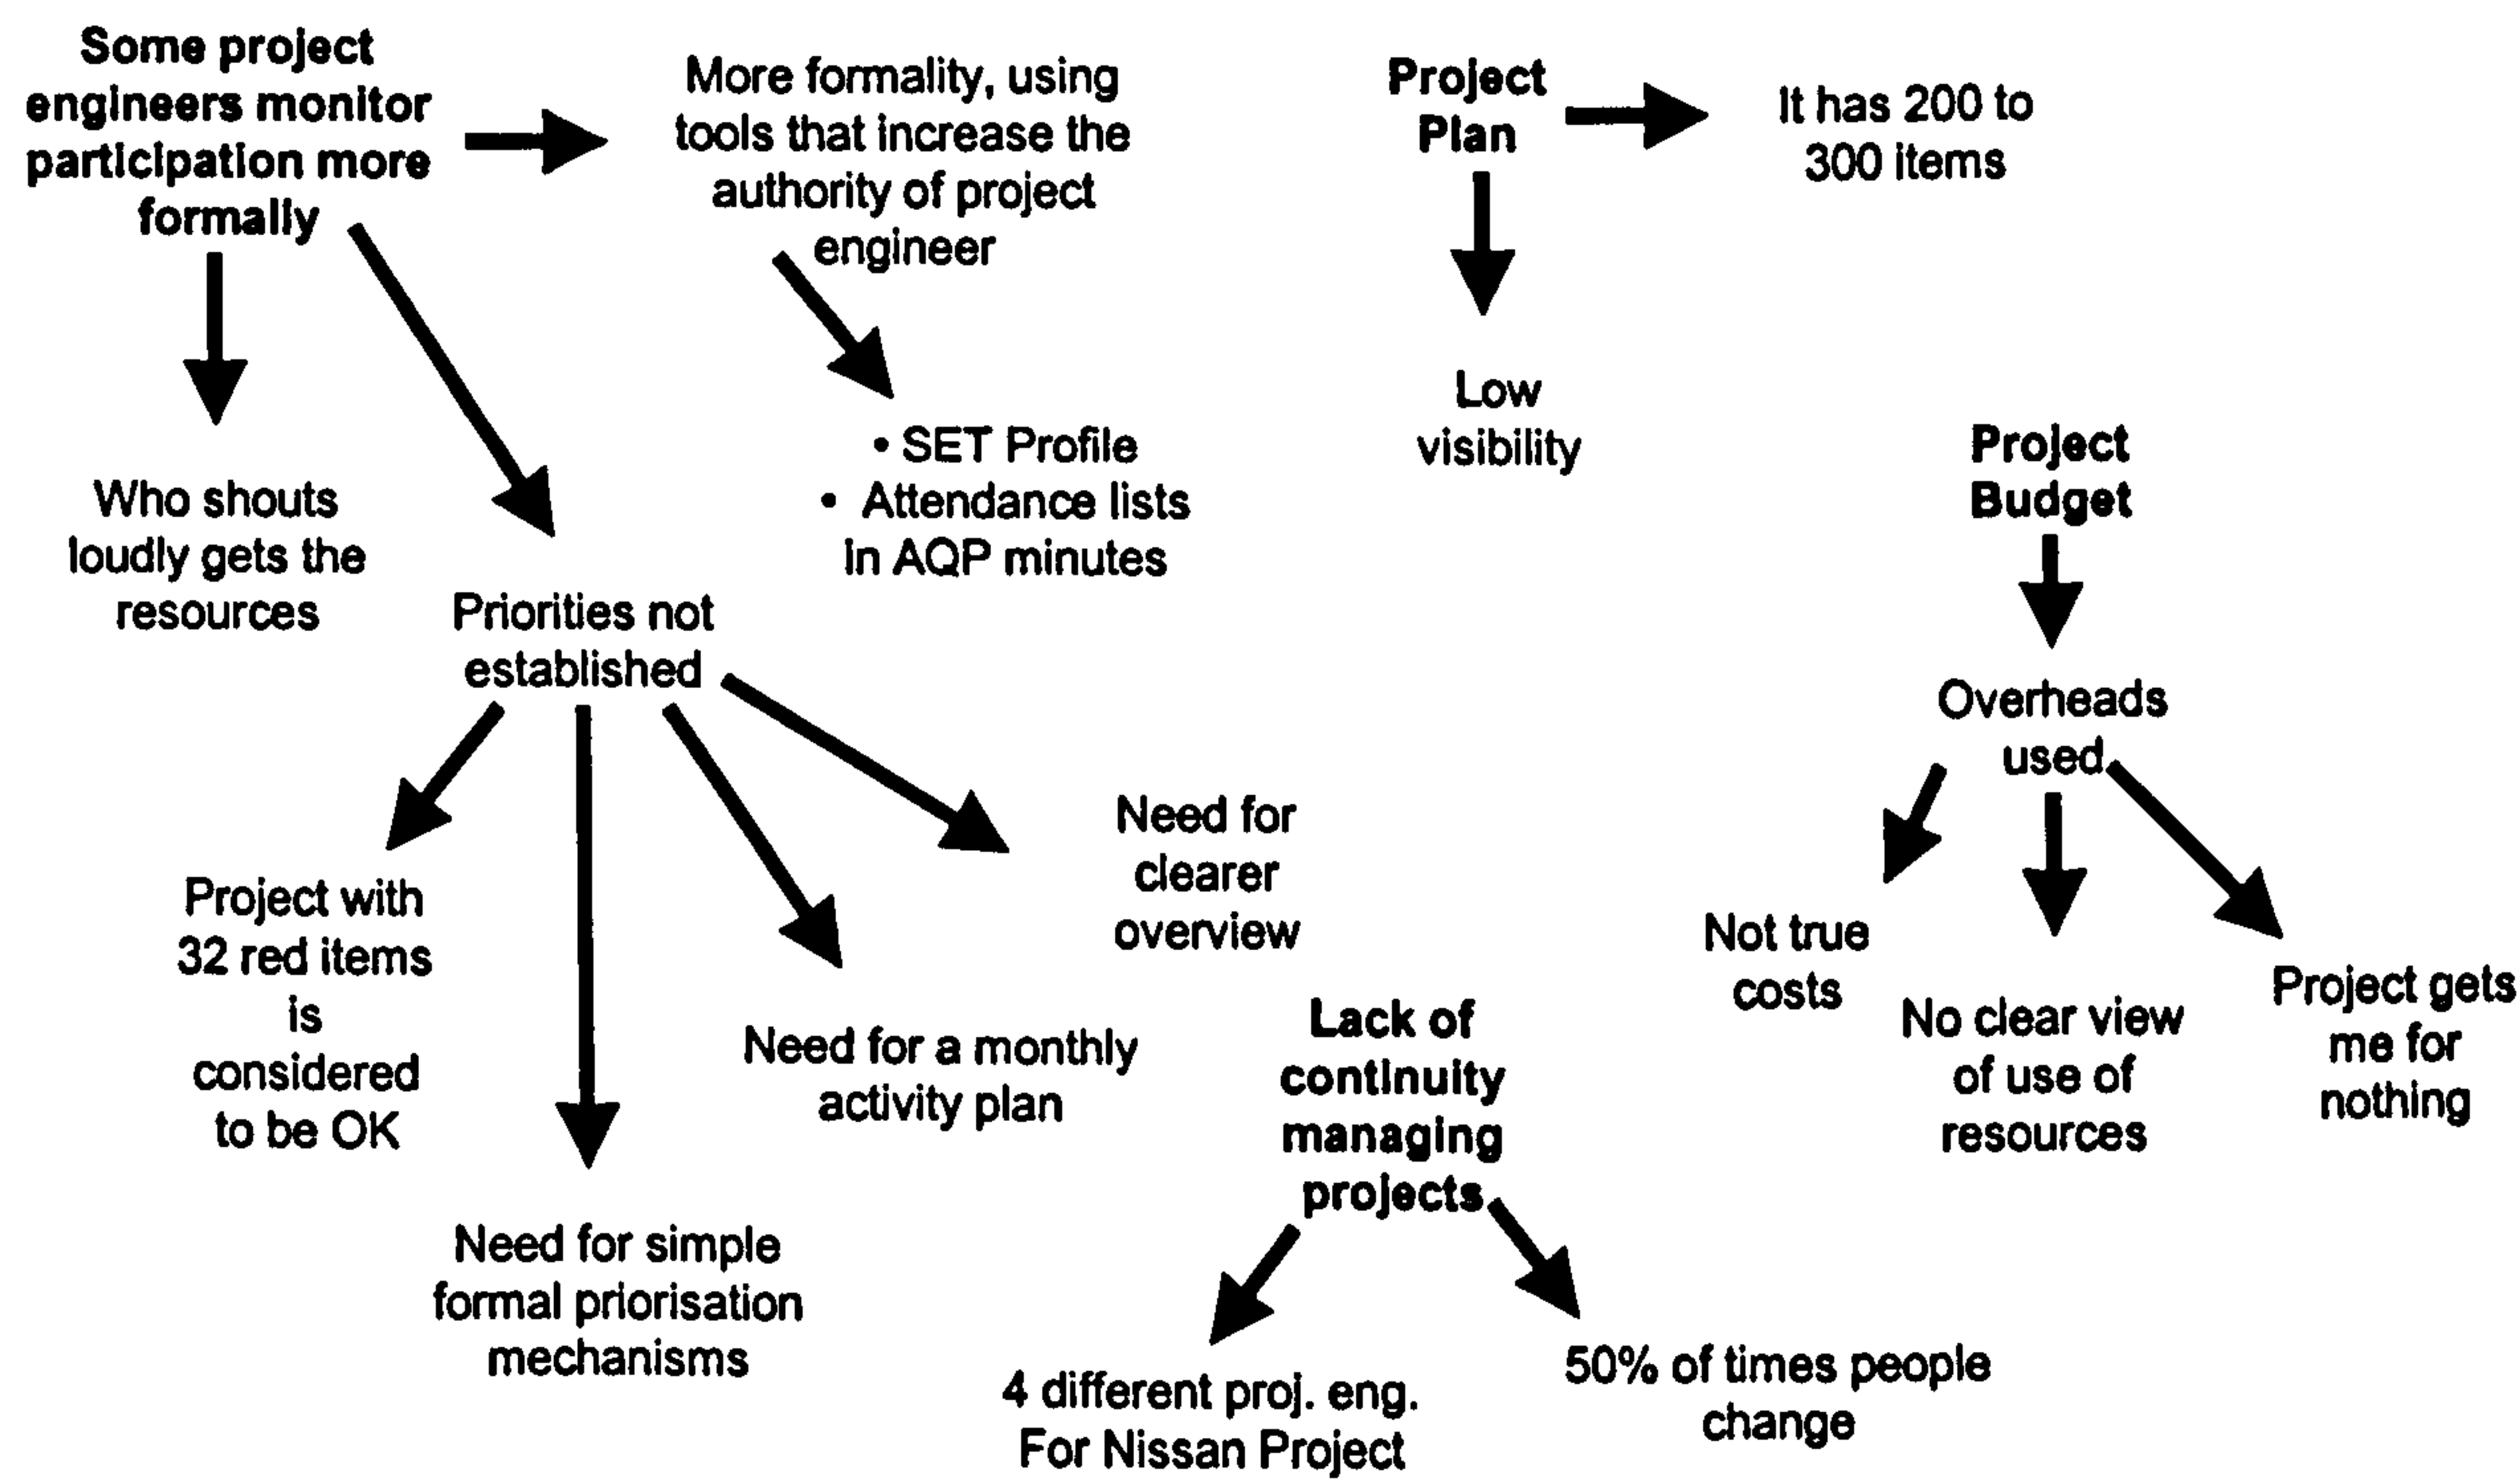 Some project
engineers monitor
participation more
formally
More formality, using
tools that increase the
authority of project
engineer
Project
Plan
It has 200 to
300 items
Low
visibility
• SET Profile
• Attendance lists
in AQP minutes
Who shouts
loudly gets the
resources
Priorities not
established
Project
Budget
Overheads
used
Need for
clearer
overview
Project with
32 red items
is
considered
to be OK
Need for a monthly
activity plan
Need for simple
formal priorisation
mechanisms
Lack of
continuity
managing
projects
Not true
costs
No clear view
of use of
resources
Project gets
me for
nothing
4 different proj. eng.
For Nissan Project
50% of times people
change